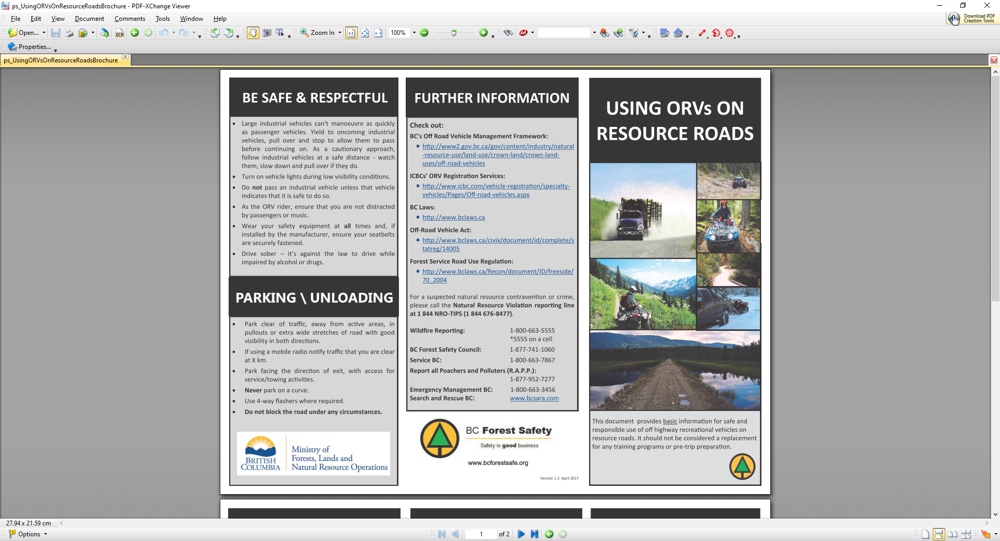 ps_UsingORVsOnResourceRoadsBrochure - PDF-XChange Viewer
File Edit View Document Comments Tools Window Help
Download PDF
Creation Tools
Open...
OCR
Zoom In
1:1
100%
Ask
Properties...
ps_UsingORVsOnResourceRoadsBrochure
BE SAFE & RESPECTFUL
• Large industrial vehicles can't manoeuvre as quickly
as passenger vehicles. Yield to oncoming industrial
vehicles, pull over and stop to allow them to pass
before continuing on. As a cautionary approach,
follow industrial vehicles at a safe distance - watch
them, slow down and pull over if they do.
• Turn on vehicle lights during low visibility conditions.
• Do not pass an industrial vehicle unless that vehicle
indicates that it is safe to do so.
• As the ORV rider, ensure that you are not distracted
by passengers or music.
• Wear your safety equipment at all times and, if
installed by the manufacturer, ensure your seatbelts
are securely fastened.
• Drive sober – it's against the law to drive while
impaired by alcohol or drugs.
PARKING \ UNLOADING
• Park clear of traffic, away from active areas, in
pullouts or extra wide stretches of road with good
visibility in both directions.
• If using a mobile radio notify traffic that you are clear
at X km.
• Park facing the direction of exit, with access for
service/towing activities.
• Never park on a curve.
• Use 4-way flashers where required.
• Do not block the road under any circumstances.
BRITISH
COLUMBIA
Ministry of
Forests, Lands and
Natural Resource Operations
FURTHER INFORMATION
Check out:
BC's Off Road Vehicle Management Framework:
• http://www2.gov.bc.ca/gov/content/industry/natural
-resource-use/land-use/crown-land/crown-land-
uses/off-road-vehicles
ICBCs' ORV Registration Services:
• http://www.icbc.com/vehicle-registration/specialty-
vehicles/Pages/Off-road-vehicles.aspx
BC Laws:
• http://www.bclaws.ca
Off-Road Vehicle Act:
• http://www.bclaws.ca/civix/document/id/complete/s
tatreg/14005
Forest Service Road Use Regulation:
• http://www.bclaws.ca/Recon/document/ID/freeside/
70_2004
For a suspected natural resource contravention or crime,
please call the Natural Resource Violation reporting line
at 1 844 NRO-TIPS (1 844 676-8477).
Wildfire Reporting: 1-800-663-5555
*5555 on a cell
BC Forest Safety Council: 1-877-741-1060
Service BC: 1-800-663-7867
Report all Poachers and Polluters (R.A.P.P.):
1-877-952-7277
Emergency Management BC: 1-800-663-3456
Search and Rescue BC: www.bcsara.com
BC Forest Safety
Safety is good business
www.bcforestsafe.org
Version 1.3 April 2017
USING ORVs ON
RESOURCE ROADS
This document provides basic information for safe and
responsible use of off highway recreational vehicles on
resource roads. It should not be considered a replacement
for any training programs or pre-trip preparation.
27.94 x 21.59 cm
Options
1 of 2